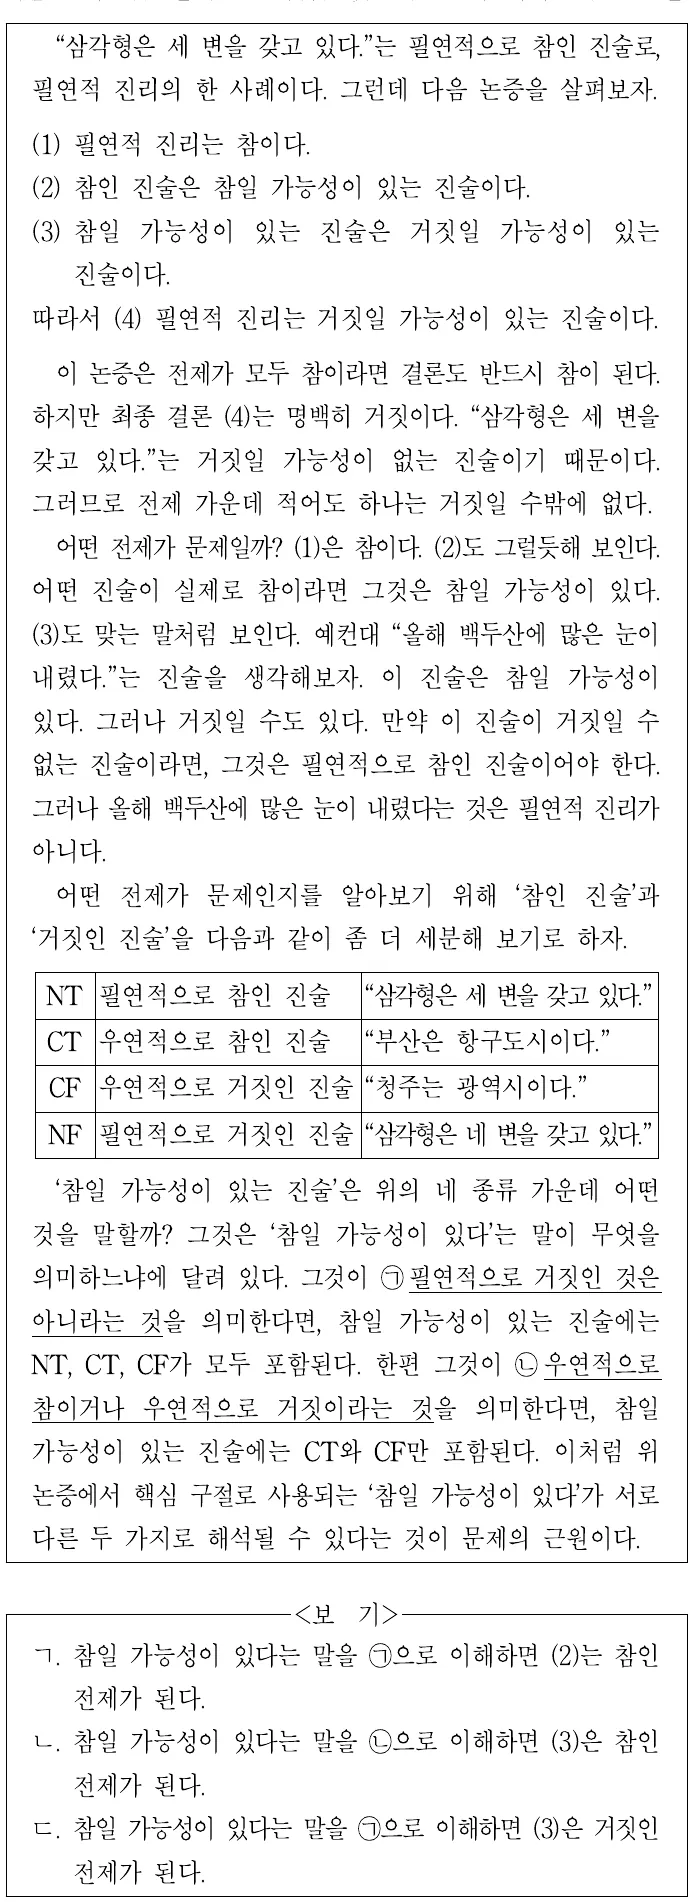 “삼각형은 세 변을 갖고 있다.”는 필연적으로 참인 진술로,
필연적 진리의 한 사례이다. 그런데 다음 논증을 살펴보자.
(1) 필연적 진리는 참이다.
(2) 참인 진술은 참일 가능성이 있는 진술이다.
(3) 참일 가능성이 있는 진술은 거짓일 가능성이 있는
진술이다.
따라서 (4) 필연적 진리는 거짓일 가능성이 있는 진술이다.
이 논증은 전제가 모두 참이라면 결론도 반드시 참이 된다.
하지만 최종 결론 (4)는 명백히 거짓이다. “삼각형은 세 변을
갖고 있다.”는 거짓일 가능성이 없는 진술이기 때문이다.
그러므로 전제 가운데 적어도 하나는 거짓일 수밖에 없다.
어떤 전제가 문제일까? (1)은 참이다. (2)도 그럴듯해 보인다.
어떤 진술이 실제로 참이라면 그것은 참일 가능성이 있다.
(3)도 맞는 말처럼 보인다. 예컨대 “올해 백두산에 많은 눈이
내렸다.”는 진술을 생각해보자. 이 진술은 참일 가능성이
있다. 그러나 거짓일 수도 있다. 만약 이 진술이 거짓일 수
없는 진술이라면, 그것은 필연적으로 참인 진술이어야 한다.
그러나 올해 백두산에 많은 눈이 내렸다는 것은 필연적 진리가
아니다.
어떤 전제가 문제인지를 알아보기 위해 ‘참인 진술’과
‘거짓인 진술’을 다음과 같이 좀 더 세분해 보기로 하자.
NT 필연적으로 참인 진술 “삼각형은 세 변을 갖고 있다.”
CT 우연적으로 참인 진술 “부산은 항구도시이다.”
CF 우연적으로 거짓인 진술 “청주는 광역시이다.”
NF 필연적으로 거짓인 진술 “삼각형은 네 변을 갖고 있다.”
‘참일 가능성이 있는 진술’은 위의 네 종류 가운데 어떤
것을 말할까? 그것은 ‘참일 가능성이 있다’는 말이 무엇을
의미하느냐에 달려 있다. 그것이 ㉠필연적으로 거짓인 것은
아니라는 것을 의미한다면, 참일 가능성이 있는 진술에는
NT, CT, CF가 모두 포함된다. 한편 그것이 ㉡우연적으로
참이거나 우연적으로 거짓이라는 것을 의미한다면, 참일
가능성이 있는 진술에는 CT와 CF만 포함된다. 이처럼 위
논증에서 핵심 구절로 사용되는 ‘참일 가능성이 있다’가 서로
다른 두 가지로 해석될 수 있다는 것이 문제의 근원이다.
<보 기>
ㄱ. 참일 가능성이 있다는 말을 ㉠으로 이해하면 (2)는 참인
전제가 된다.
ㄴ. 참일 가능성이 있다는 말을 ㉡으로 이해하면 (3)은 참인
전제가 된다.
ㄷ. 참일 가능성이 있다는 말을 ㉠으로 이해하면 (3)은 거짓인
전제가 된다.